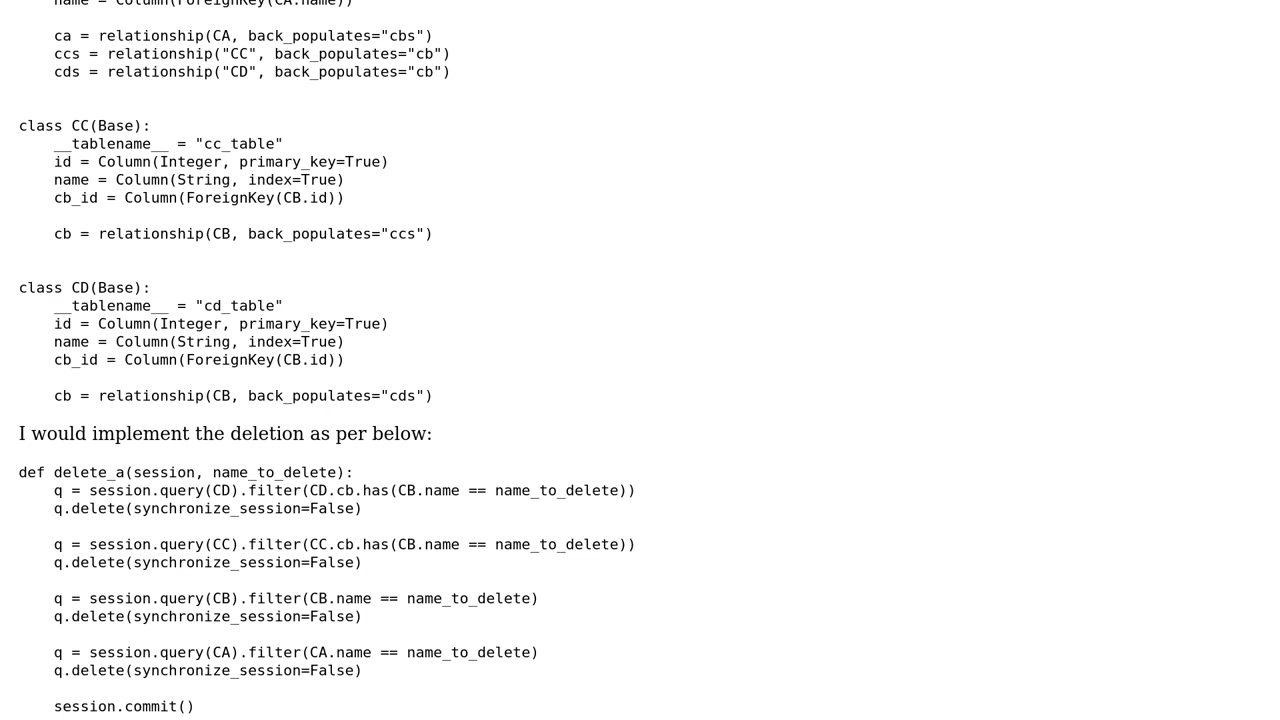 name = Column(ForeignKey(CA.name))
ca = relationship(CA, back_populates="cbs")
ccs = relationship("CC", back_populates="cb")
cds = relationship("CD", back_populates="cb")
class CC(Base):
__tablename__ = "cc_table"
id = Column(Integer, primary_key=True)
name = Column(String, index=True)
cb_id = Column(ForeignKey(CB.id))
cb = relationship(CB, back_populates="ccs")
class CD(Base):
__tablename__ = "cd_table"
id = Column(Integer, primary_key=True)
name = Column(String, index=True)
cb_id = Column(ForeignKey(CB.id))
cb = relationship(CB, back_populates="cds")
I would implement the deletion as per below:
def delete_a(session, name_to_delete):
q = session.query(CD).filter(CD.cb.has(CB.name == name_to_delete))
q.delete(synchronize_session=False)
q = session.query(CC).filter(CC.cb.has(CB.name == name_to_delete))
q.delete(synchronize_session=False)
q = session.query(CB).filter(CB.name == name_to_delete)
q.delete(synchronize_session=False)
q = session.query(CA).filter(CA.name == name_to_delete)
q.delete(synchronize_session=False)
session.commit()